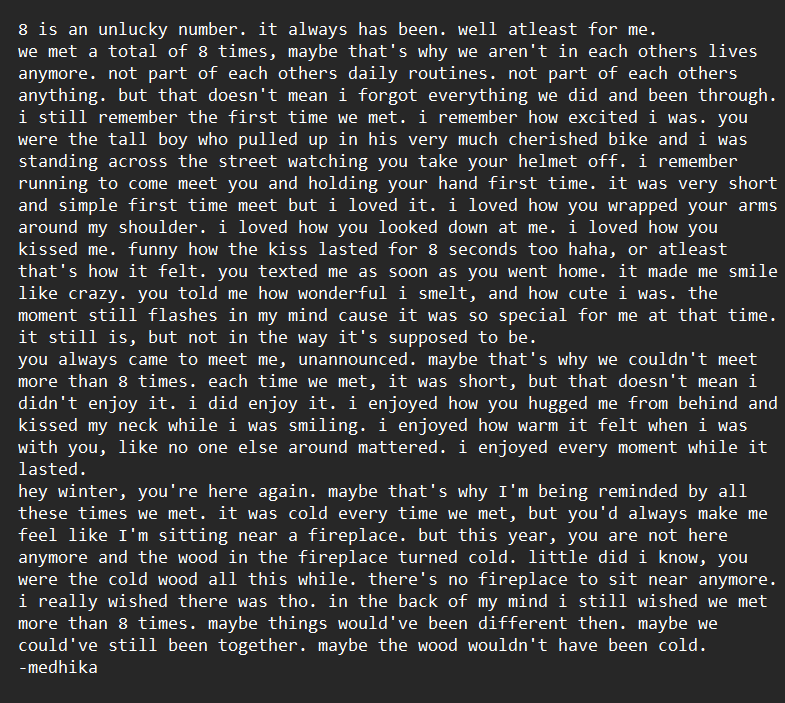 8 is an unlucky number. it always has been. well atleast for me.
we met a total of 8 times, maybe that's why we aren't in each others lives
anymore. not part of each others daily routines. not part of each others
anything. but that doesn't mean i forgot everything we did and been through.
i still remember the first time we met. i remember how excited i was. you
were the tall boy who pulled up in his very much cherished bike and i was
standing across the street watching you take your helmet off. i remember
running to come meet you and holding your hand first time. it was very short
and simple first time meet but i loved it. i loved how you wrapped your arms
around my shoulder. i loved how you looked down at me. i loved how you
kissed me. funny how the kiss lasted for 8 seconds too haha, or atleast
that's how it felt. you texted me as soon as you went home. it made me smile
like crazy. you told me how wonderful i smelt, and how cute i was. the
moment still flashes in my mind cause it was so special for me at that time.
it still is, but not in the way it's supposed to be.
you always came to meet me, unannounced. maybe that's why we couldn't meet
more than 8 times. each time we met, it was short, but that doesn't mean i
didn't enjoy it. i did enjoy it. i enjoyed how you hugged me from behind and
kissed my neck while i was smiling. i enjoyed how warm it felt when i was
with you, like no one else around mattered. i enjoyed every moment while it
lasted.
hey winter, you're here again. maybe that's why I'm being reminded by all
these times we met. it was cold every time we met, but you'd always make me
feel like I'm sitting near a fireplace. but this year, you are not here
anymore and the wood in the fireplace turned cold. little did i know, you
were the cold wood all this while. there's no fireplace to sit near anymore.
i really wished there was tho. in the back of my mind i still wished we met
more than 8 times. maybe things would've been different then. maybe we
could've still been together. maybe the wood wouldn't have been cold.
-medhika